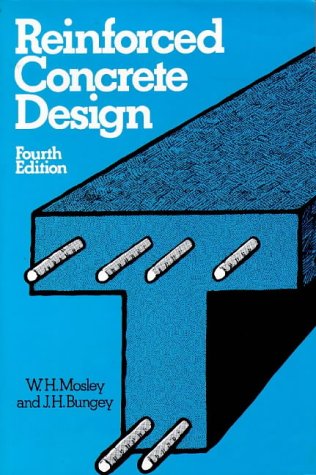 Reinforced
Concrete
Design
Fourth
Edition
W.H.Mosley
and J.H.Bungey